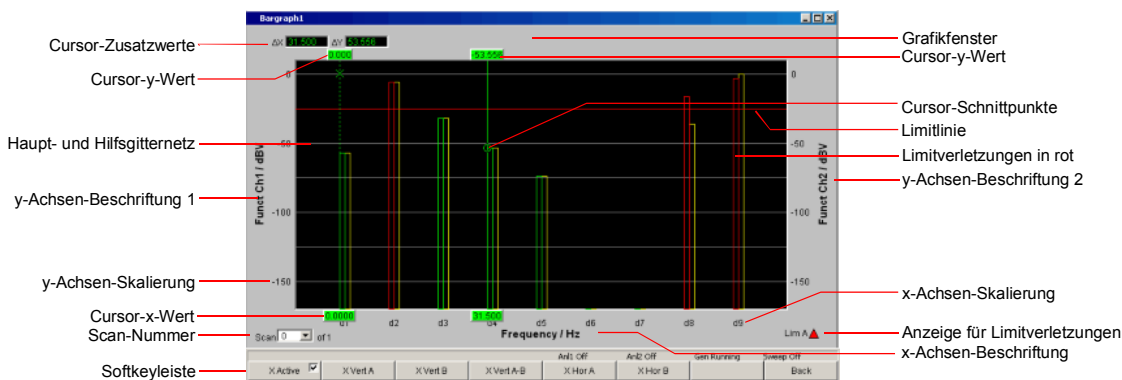 Bargraph1
Cursor-Zusatzwerte
ΔX 31.500 ΔY 53.556
Grafikfenster
Cursor-y-Wert
0.000
-53.556
Cursor-y-Wert
0
0
Cursor-Schnittpunkte
Limitlinie
Haupt- und Hilfsgitternetz
-50
-50
Limitverletzungen in rot
y-Achsen-Beschriftung 1
Funct Ch1 / dBV
Funct Ch2 / dBV
y-Achsen-Beschriftung 2
-100
-100
y-Achsen-Skalierung
-150
-150
x-Achsen-Skalierung
Cursor-x-Wert
0.0000
31.500
d1 d2 d3 d4 d5 d6 d7 d8 d9
Scan-Nummer
Scan 0 of 1
Frequency / Hz
Lim A
Anzeige für Limitverletzungen
x-Achsen-Beschriftung
Anl1: Off Anl2: Off Gen Running Sweep Off
Softkeyleiste
X Active X Vert A X Vert B X Vert A-B X Hor A X Hor B Back